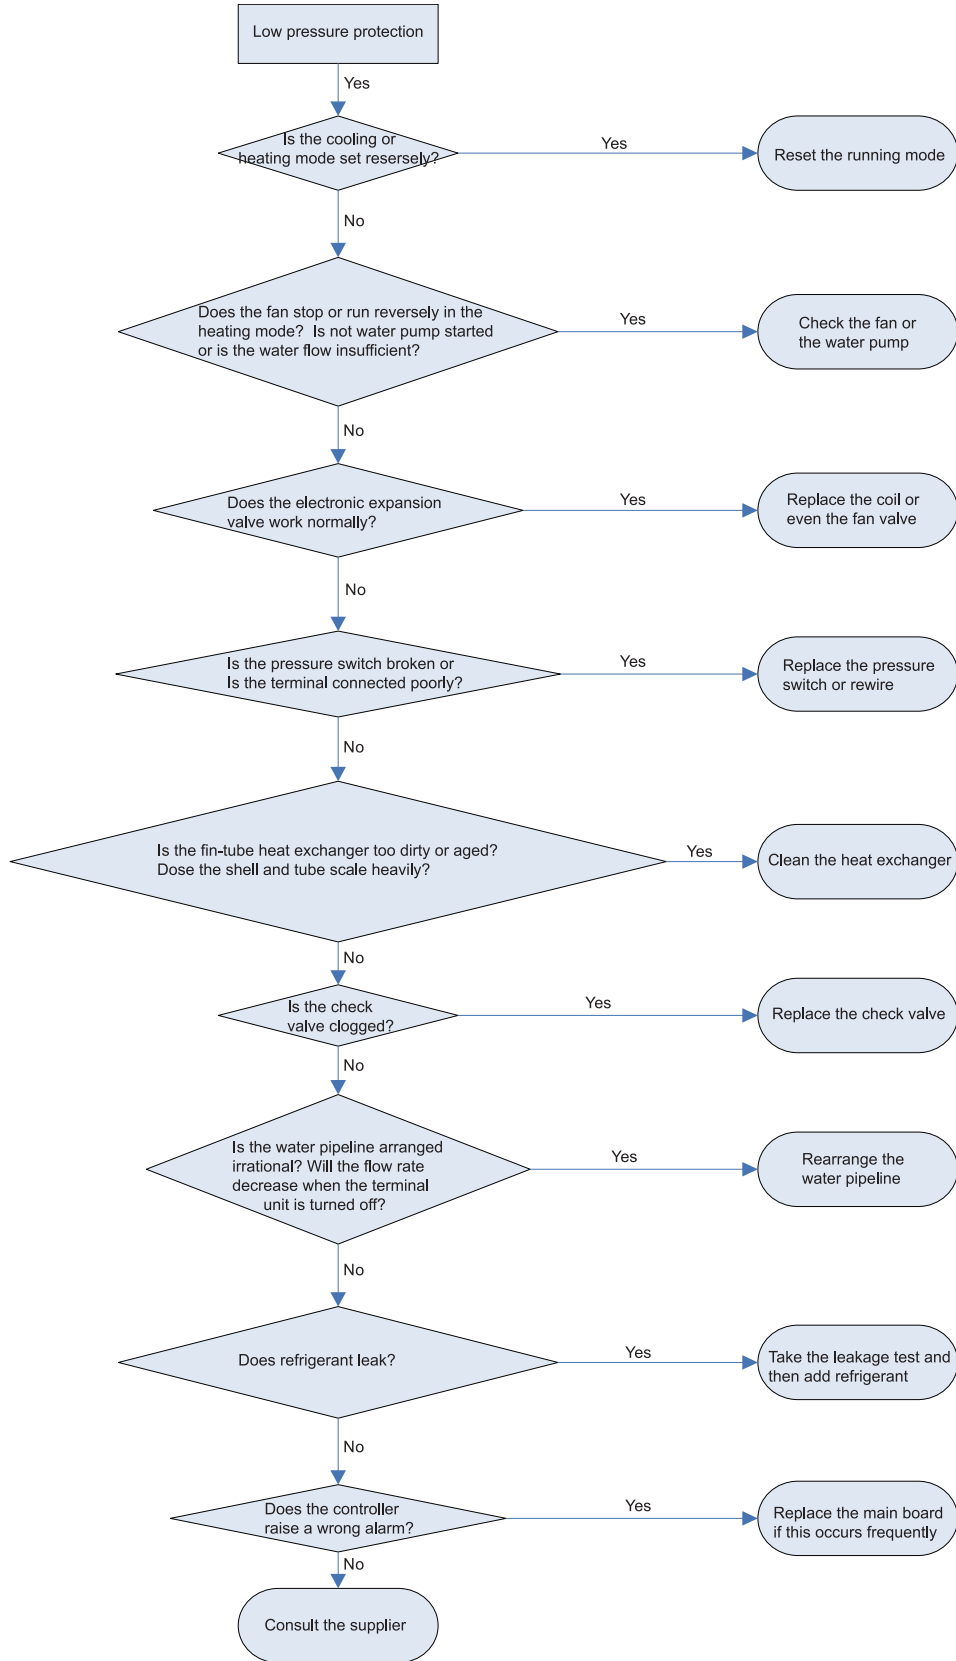 Low pressure protection
Yes
Is the cooling or
heating mode set resersely?
Yes
Reset the running mode
No
Does the fan stop or run reversely in the
heating mode?  Is not water pump started
or is the water flow insufficient?
Yes
Check the fan or
the water pump
No
Does the electronic expansion
valve work normally?
Yes
Replace the coil or
even the fan valve
No
Is the pressure switch broken or
Is the terminal connected poorly?
Yes
Replace the pressure
switch or rewire
No
Is the fin-tube heat exchanger too dirty or aged?
Dose the shell and tube scale heavily?
Yes
Clean the heat exchanger
No
Is the check
valve clogged?
Yes
Replace the check valve
No
Is the water pipeline arranged
irrational? Will the flow rate
decrease when the terminal
unit is turned off?
Yes
Rearrange the
water pipeline
No
Does refrigerant leak?
Yes
Take the leakage test and
then add refrigerant
No
Does the controller
raise a wrong alarm?
Yes
Replace the main board
if this occurs frequently
No
Consult the supplier